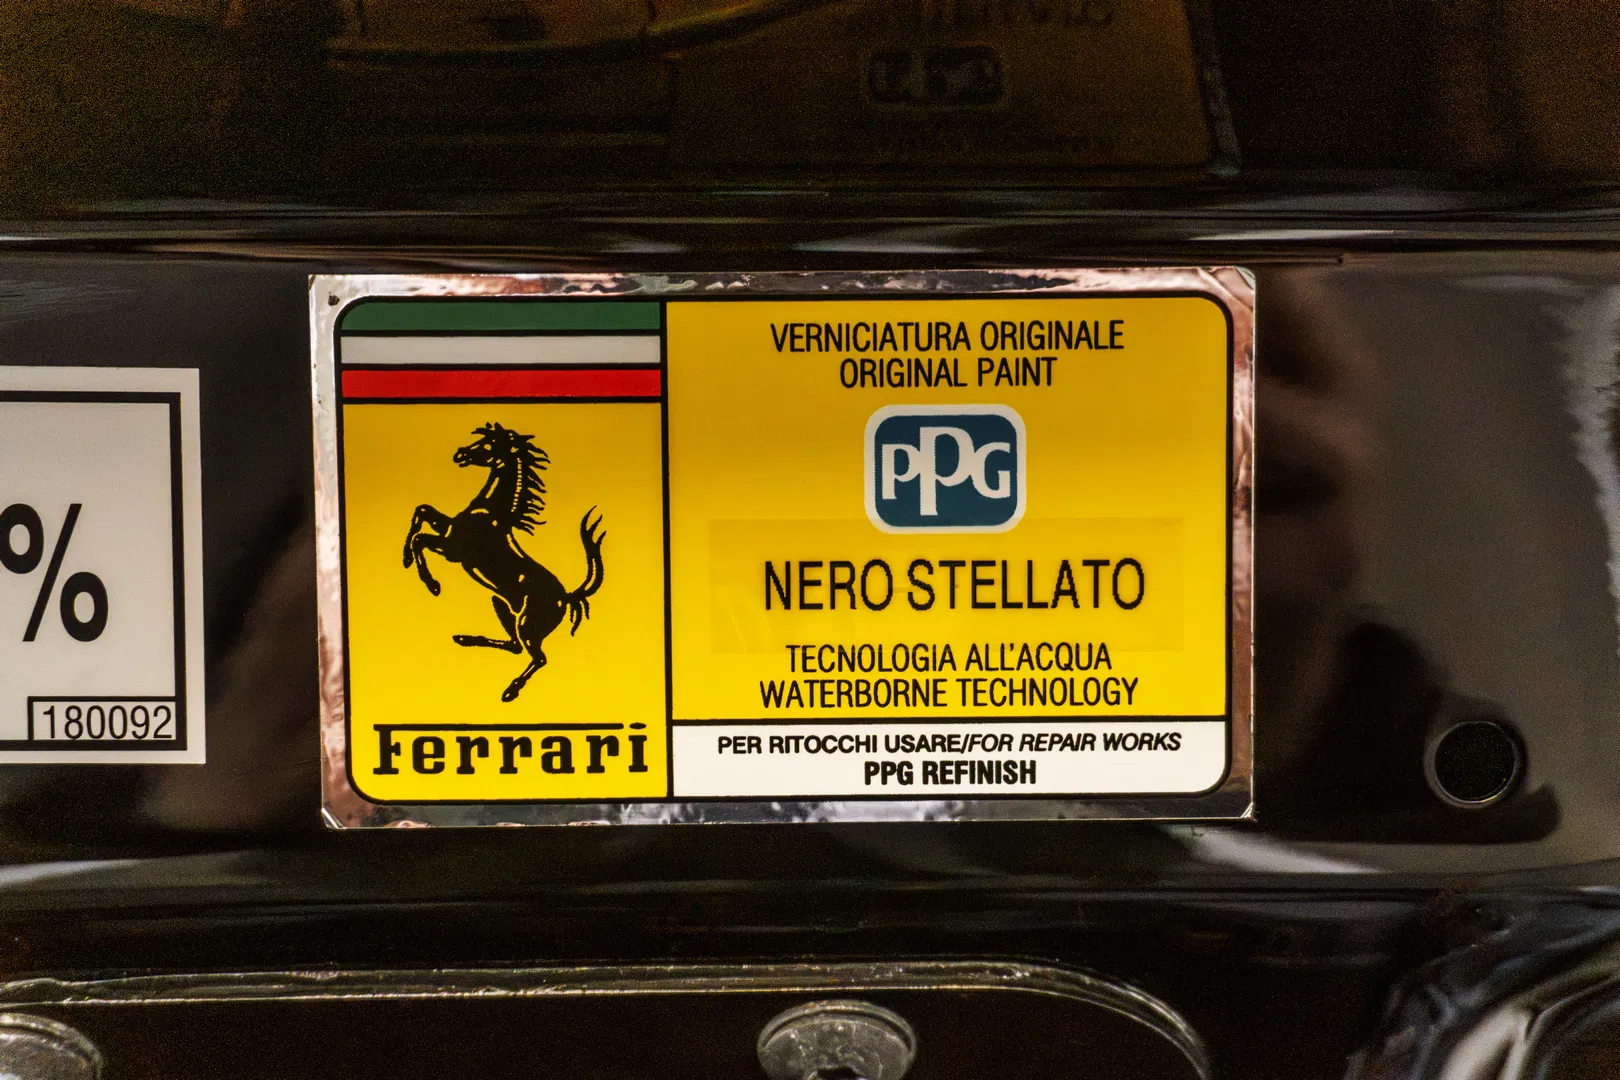 %
180092
Ferrari
VERNICIATURA ORIGINALE
ORIGINAL PAINT
PPG
NERO STELLATO
TECNOLOGIA ALL'ACQUA
WATERBORNE TECHNOLOGY
PER RITOCCHI USARE/FOR REPAIR WORKS
PPG REFINISH